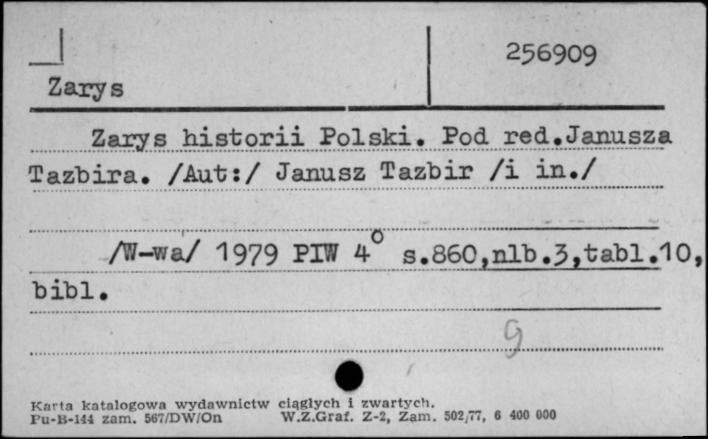 256909
Zarys
Zarys historii Polski. Pod red.Janusza
Tazbira. /Aut:/ Janusz Tazbir /i in./
/W-wa/ 1979 PIW 4° s.860,nlb.3,tabl.10,
bibl.
g
Karta katalogowa wydawnictw ciągłych i zwartych.
Pu-B-144 zam. 567/DW/On W.Z.Graf. Z-2, Zam. 502/77, 6 400 000